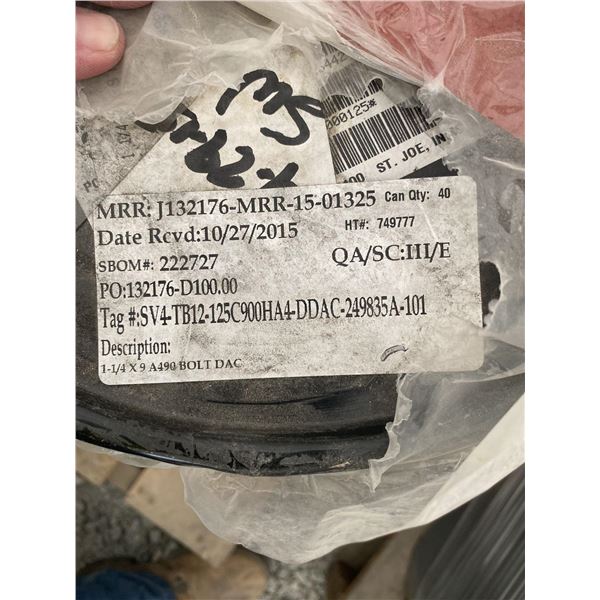 000125*
ST. JOE, IN
MRR: J132176-MRR-15-01325 Can Qty: 40
Date Rcvd:10/27/2015 HT#: 749777
SBOM#: 222727 QA/SC:III/E
PO:132176-D100.00
Tag #:SV4-TB12-125C900HA4-DDAC-249835A-101
Description:
1-1/4 X 9 A490 BOLT DAC